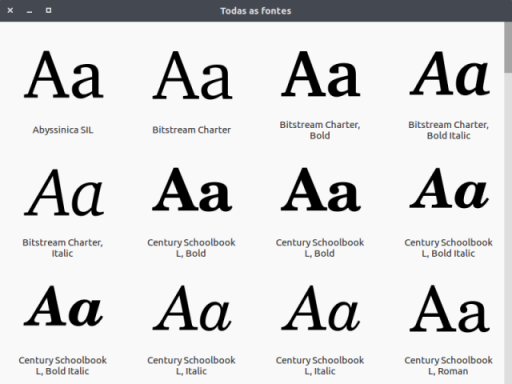 Todas as fontes
Aa Aa Aa Aa
Abyssinica SIL
Bitstream Charter
Bitstream Charter,
Bold
Bitstream Charter,
Bold Italic
Aa Aa Aa Aa
Bitstream Charter,
Italic
Century Schoolbook
L, Bold
Century Schoolbook
L, Bold
Century Schoolbook
L, Bold Italic
Aa Aa Aa Aa
Century Schoolbook
L, Bold Italic
Century Schoolbook
L, Italic
Century Schoolbook
L, Italic
Century Schoolbook
L, Roman